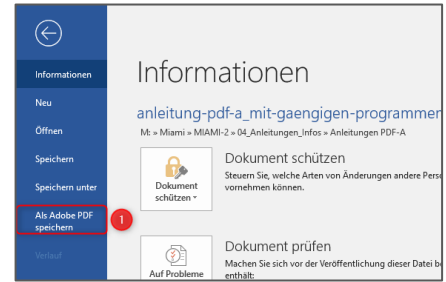 Informationen
Neu
Öffnen
Speichern
Speichern unter
Als Adobe PDF
speichern
1
Verlauf
Informationen
anleitung-pdf-a_mit-gaengigen-programmen
M: » Miami » MIAMI-2 » 04_Anleitungen_Infos » Anleitungen PDF-A
Dokument
schützen
Dokument schützen
Steuern Sie, welche Arten von Änderungen andere
vornehmen können.
Auf Probleme
Dokument prüfen
Machen Sie sich vor der Veröffentlichung dieser Datei
enthält: